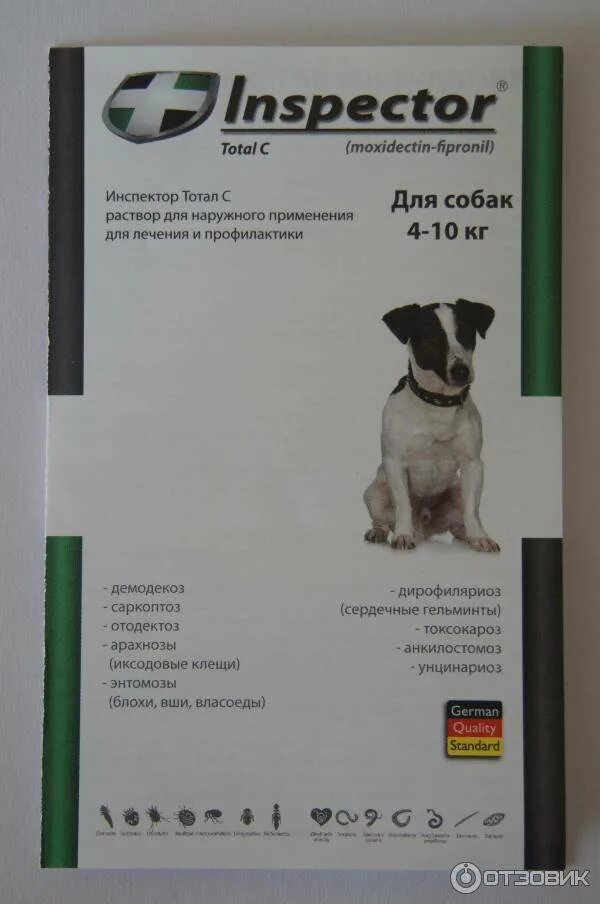 Inspector®
Total C (moxidectin-fipronil)
Инспектор Тотал С
раствор для наружного применения
для лечения и профилактики
Для собак
4-10 кг
- демодекоз
- саркоптоз
- отодектоз
- арахнозы
(иксодовые клещи)
- энтомозы
(блохи, вши, власоеды)
- дирофиляриоз
(сердечные гельминты)
- токсокароз
- анкилостомоз
- унцинариоз
German
Quality
Standard
ОТЗОВИК